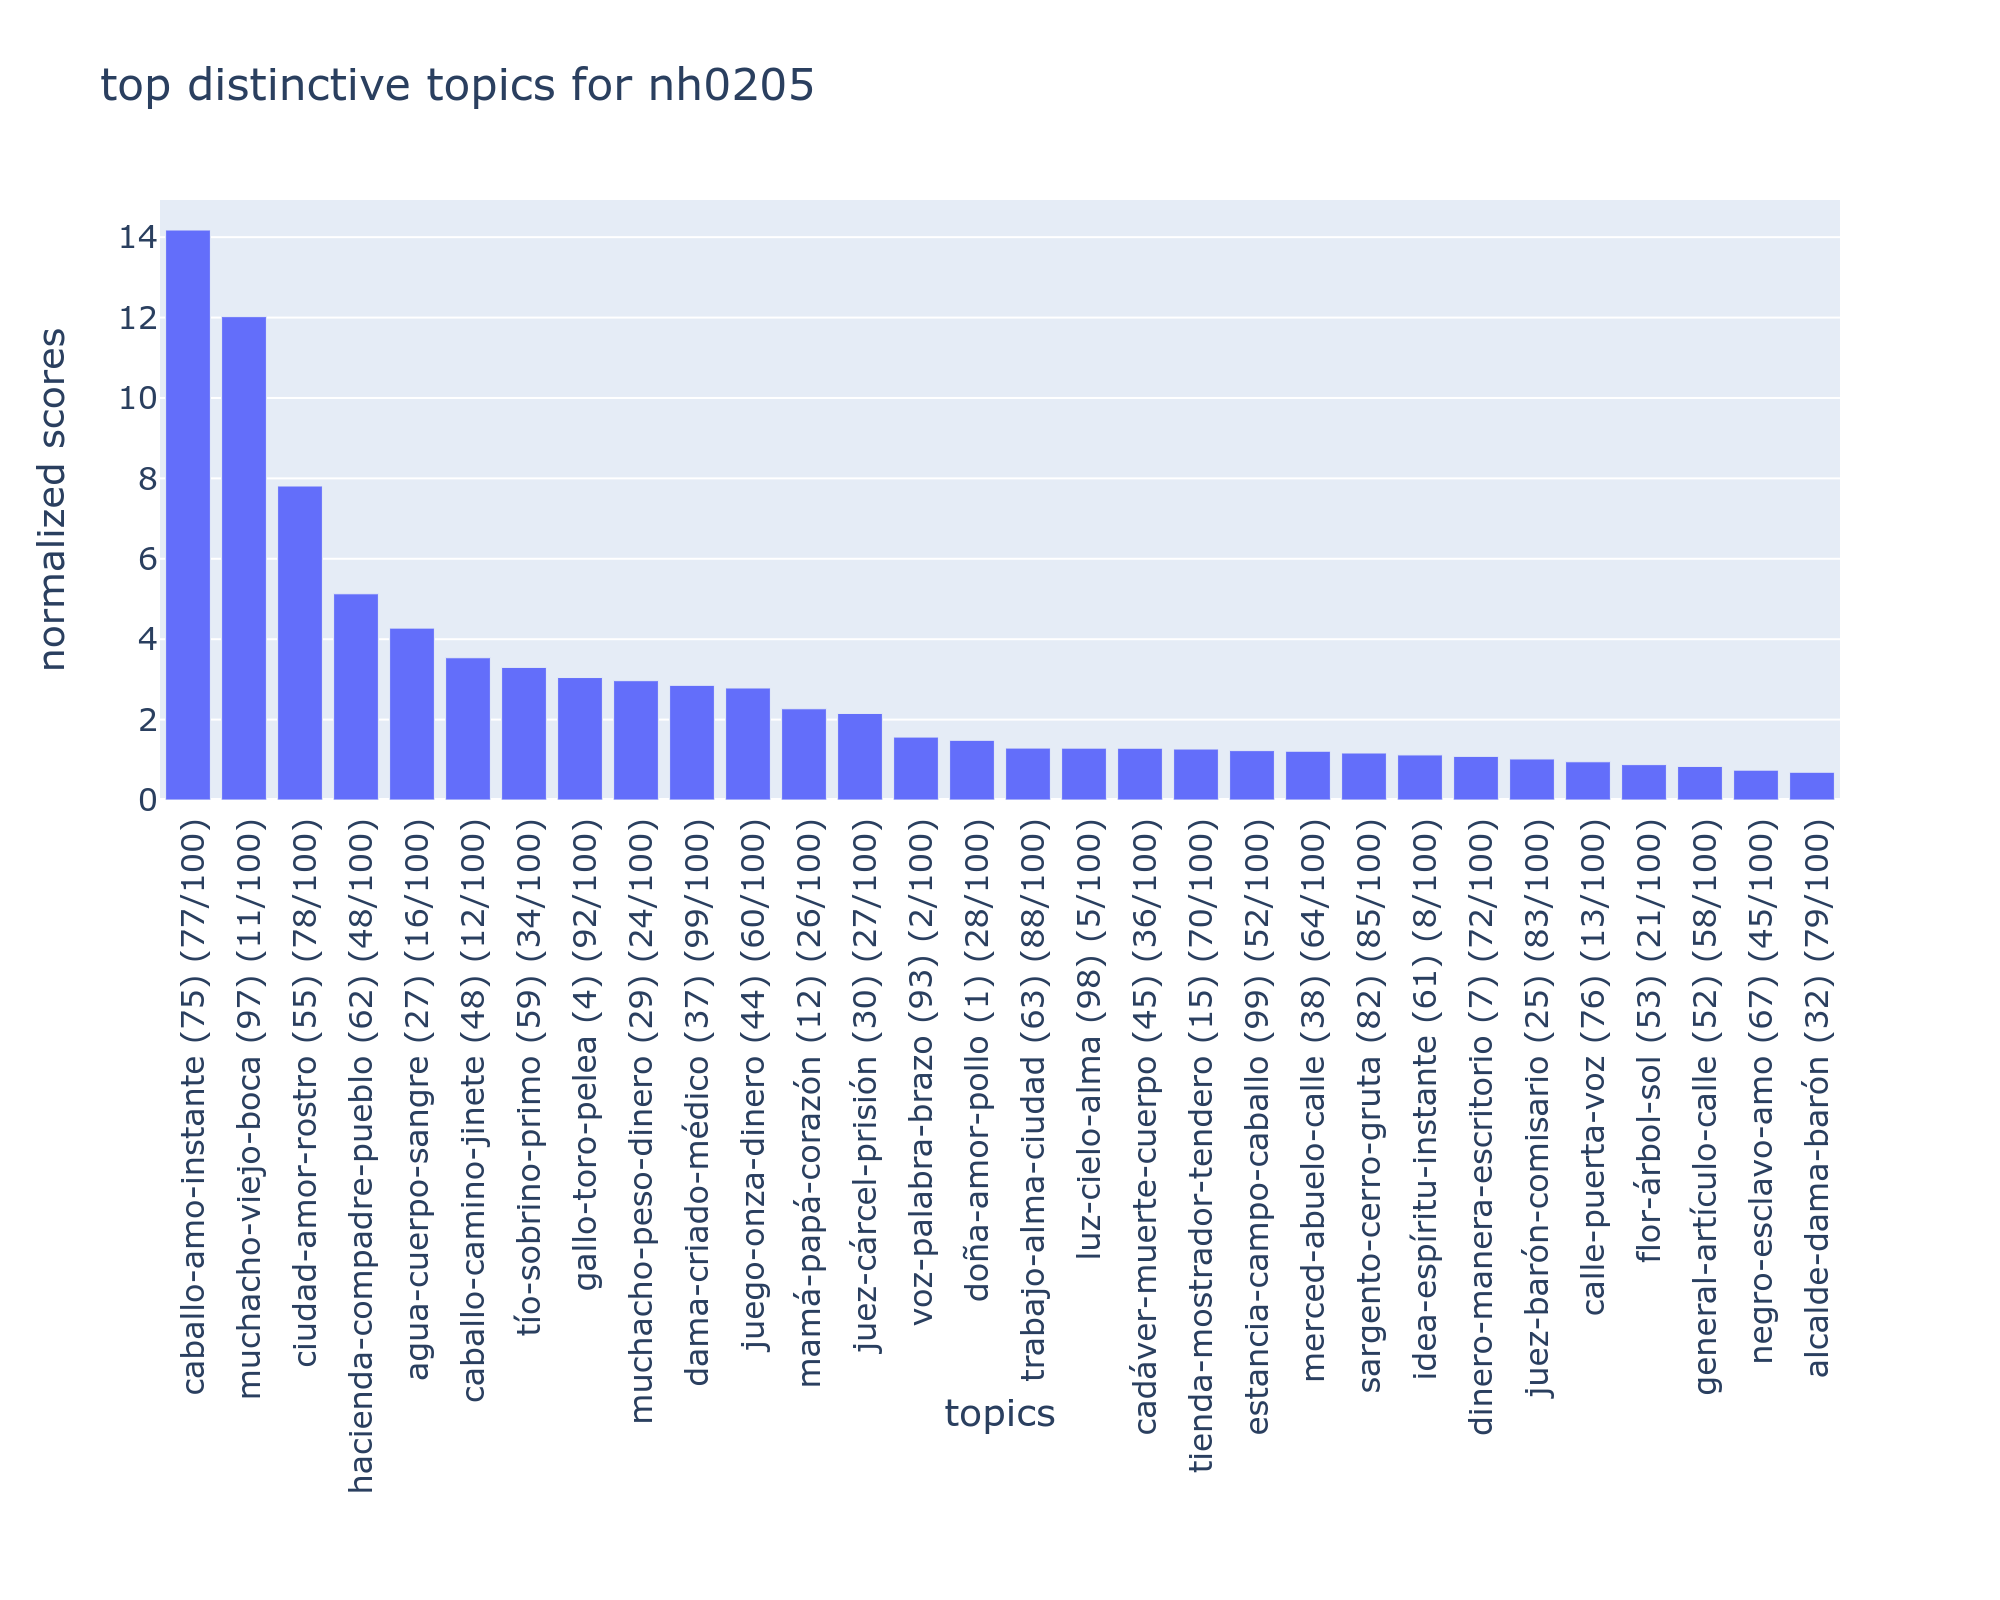 top distinctive topics for nh0205
normalized scores
14
12
10
8
6
4
2
0
caballo-amo-instante (75) (77/100)
muchacho-viejo-boca (97) (11/100)
ciudad-amor-rostro (55) (78/100)
hacienda-compadre-pueblo (62) (48/100)
agua-cuerpo-sangre (27) (16/100)
caballo-camino-jinete (48) (12/100)
tío-sobrino-primo (59) (34/100)
gallo-toro-pelea (4) (92/100)
muchacho-peso-dinero (29) (24/100)
dama-criado-médico (37) (99/100)
juego-onza-dinero (44) (60/100)
mamá-papá-corazón (12) (26/100)
juez-cárcel-prisión (30) (27/100)
voz-palabra-brazo (93) (2/100)
doña-amor-pollo (1) (28/100)
trabajo-alma-ciudad (63) (88/100)
luz-cielo-alma (98) (5/100)
cadáver-muerte-cuerpo (45) (36/100)
tienda-mostrador-tendero (15) (70/100)
estancia-campo-caballo (99) (52/100)
merced-abuelo-calle (38) (64/100)
sargento-cerro-gruta (82) (85/100)
idea-espíritu-instante (61) (8/100)
dinero-manera-escritorio (7) (72/100)
juez-barón-comisario (25) (83/100)
calle-puerta-voz (76) (13/100)
flor-árbol-sol (53) (21/100)
general-artículo-calle (52) (58/100)
negro-esclavo-amo (67) (45/100)
alcalde-dama-barón (32) (79/100)
topics